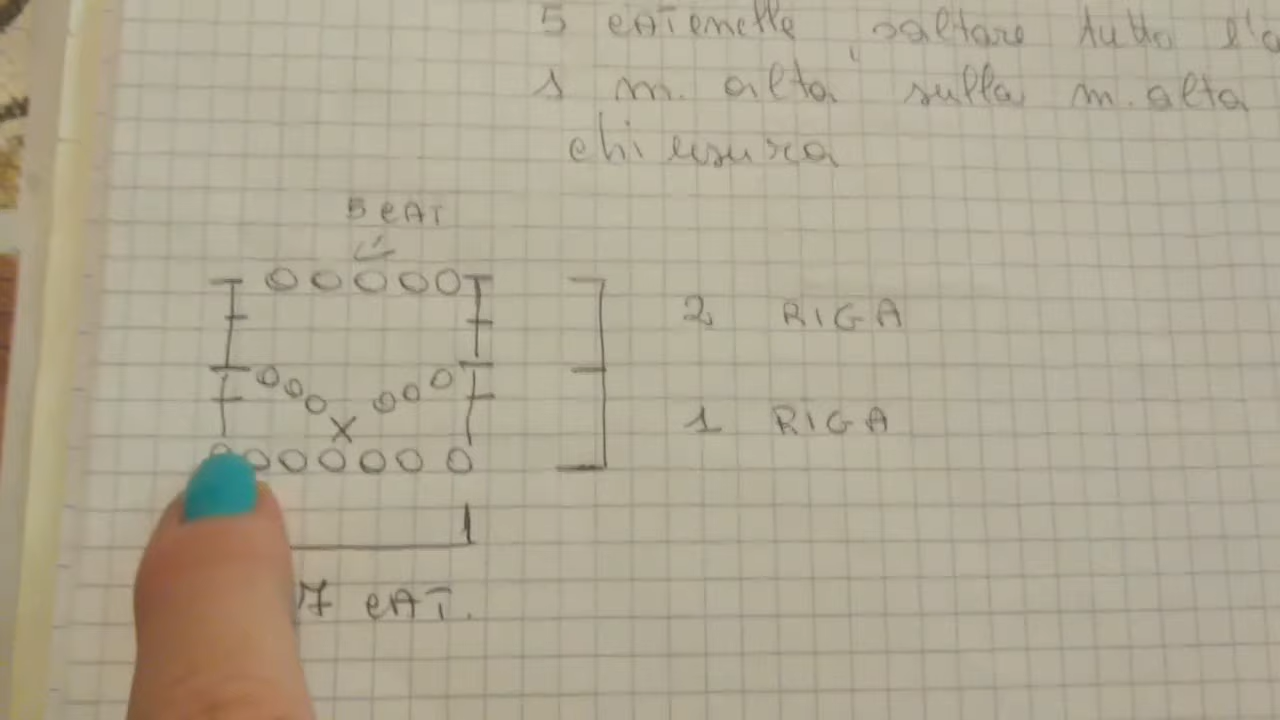 5 catenelle, saltare tutto l'a
1 m. alta sulla m. alta
chiusura
5 CAT
2 RIGA
1 RIGA
7 CAT.